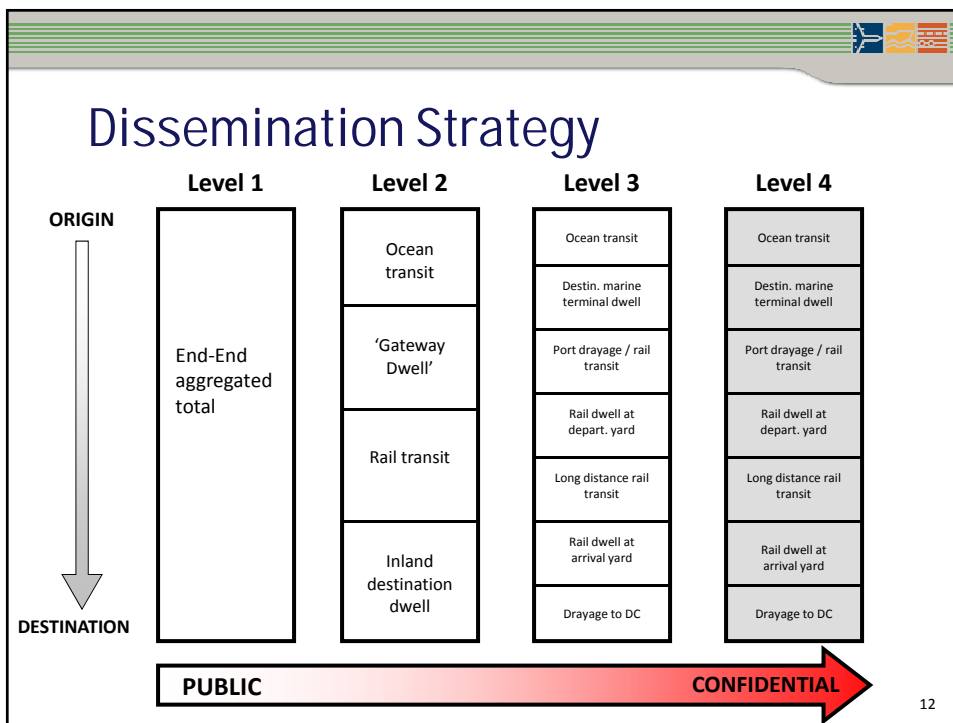 Dissemination Strategy
Level 1
Level 2
Level 3
Level 4
ORIGIN
DESTINATION
End-End
aggregated
total
Ocean
transit
‘Gateway
Dwell’
Rail transit
Inland
destination
dwell
Ocean transit
Destin. marine
terminal dwell
Port drayage / rail
transit
Rail dwell at
depart. yard
Long distance rail
transit
Rail dwell at
arrival yard
Drayage to DC
Ocean transit
Destin. marine
terminal dwell
Port drayage / rail
transit
Rail dwell at
depart. yard
Long distance rail
transit
Rail dwell at
arrival yard
Drayage to DC
PUBLIC
CONFIDENTIAL
12